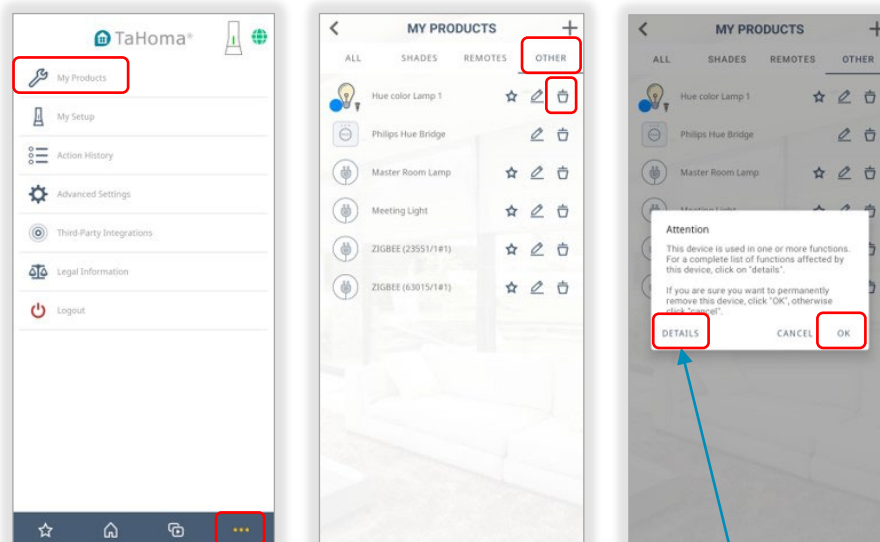 TaHoma®
My Products
My Setup
Action History
Advanced Settings
Third-Party Integrations
Legal Information
Logout
MY PRODUCTS
ALL SHADES REMOTES OTHER
Hue color Lamp 1
Philips Hue Bridge
Master Room Lamp
Meeting Light
ZIGBEE (23551/1#1)
ZIGBEE (63015/1#1)
MY PRODUCTS
ALL SHADES REMOTES OTHER
Hue color Lamp 1
Philips Hue Bridge
Master Room Lamp
Meeting Light
Attention
This device is used in one or more functions.
For a complete list of functions affected by
this device, click on "details".
If you are sure you want to permanently
remove this device, click "OK", otherwise
click "cancel".
DETAILS CANCEL OK